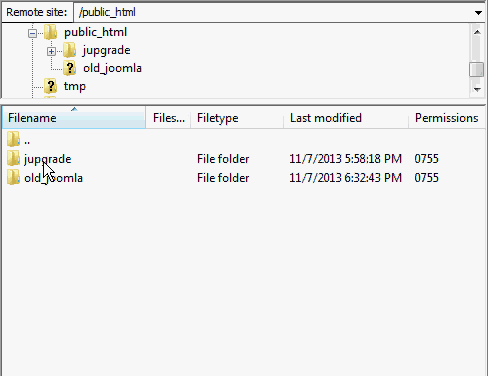 Remote site: /public_html
public_html
jupgrade
old_joomla
? tmp
Filename Files... Filetype Last modified Permissions
..
jupgrade File folder 11/7/2013 5:58:18 PM 0755
old_joomla File folder 11/7/2013 6:32:43 PM 0755